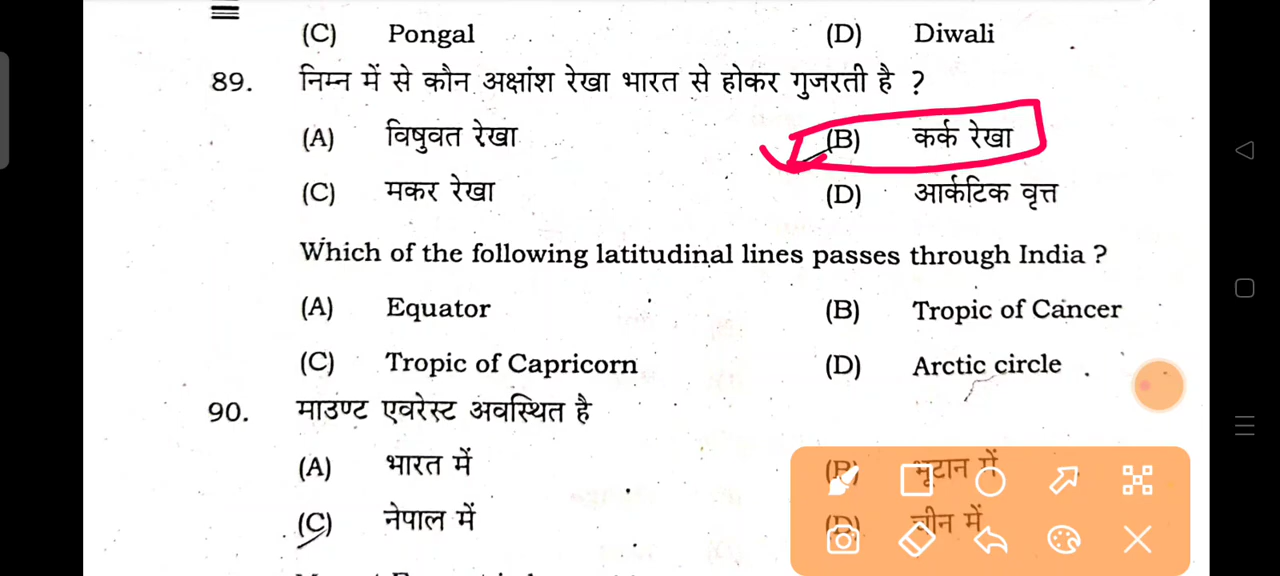 (C) Pongal (D) Diwali
89. निम्न में से कौन अक्षांश रेखा भारत से होकर गुजरती है ?
(A) विषुवत रेखा (B) कर्क रेखा
(C) मकर रेखा (D) आर्कटिक वृत्त
Which of the following latitudinal lines passes through India ?
(A) Equator (B) Tropic of Cancer
(C) Tropic of Capricorn (D) Arctic circle
90. माउण्ट एवरेस्ट अवस्थित है
(A) भारत में (B) भूटान में
(C) नेपाल में (D) चीन में